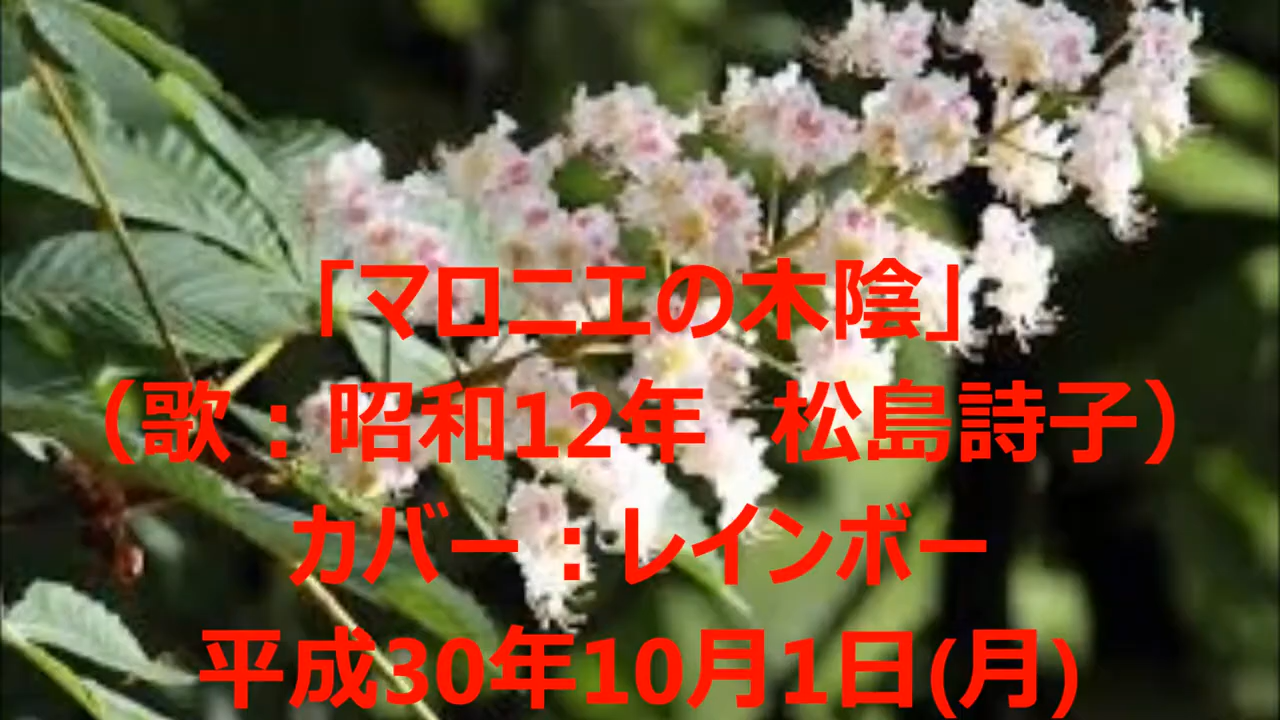 「マロニエの木陰」
（歌：昭和12年　松島詩子）
カバー：レインボー
平成30年10月1日(月)